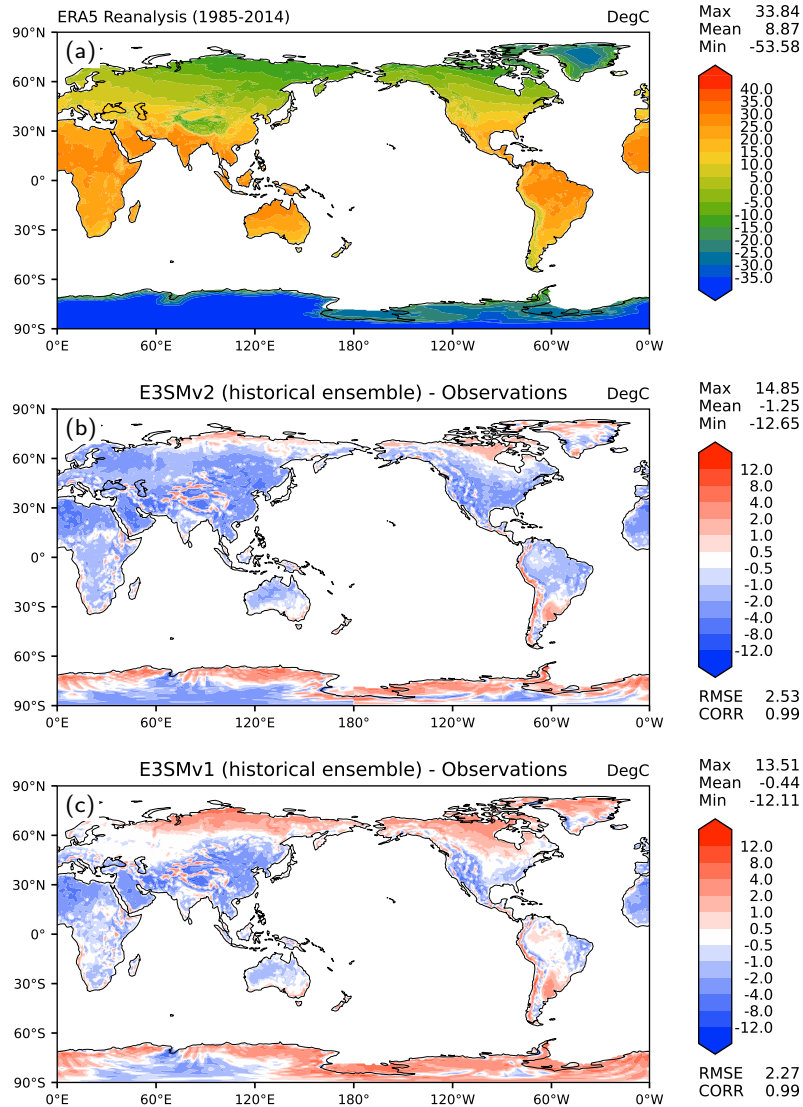 ERA5 Reanalysis (1985-2014) DegC
Max 33.84
Mean 8.87
Min -53.58
(a)
90°N
60°N
30°N
0°
30°S
60°S
90°S
0°E 60°E 120°E 180° 120°W 60°W 0°W
40.0
35.0
30.0
25.0
20.0
15.0
10.0
5.0
0.0
-5.0
-10.0
-15.0
-20.0
-25.0
-30.0
-35.0
E3SMv2 (historical ensemble) - Observations DegC
Max 14.85
Mean -1.25
Min -12.65
(b)
90°N
60°N
30°N
0°
30°S
60°S
90°S
0°E 60°E 120°E 180° 120°W 60°W 0°W
12.0
8.0
4.0
2.0
1.0
0.5
-0.5
-1.0
-2.0
-4.0
-8.0
-12.0
RMSE 2.53
CORR 0.99
E3SMv1 (historical ensemble) - Observations DegC
Max 13.51
Mean -0.44
Min -12.11
(c)
90°N
60°N
30°N
0°
30°S
60°S
90°S
0°E 60°E 120°E 180° 120°W 60°W 0°W
12.0
8.0
4.0
2.0
1.0
0.5
-0.5
-1.0
-2.0
-4.0
-8.0
-12.0
RMSE 2.27
CORR 0.99